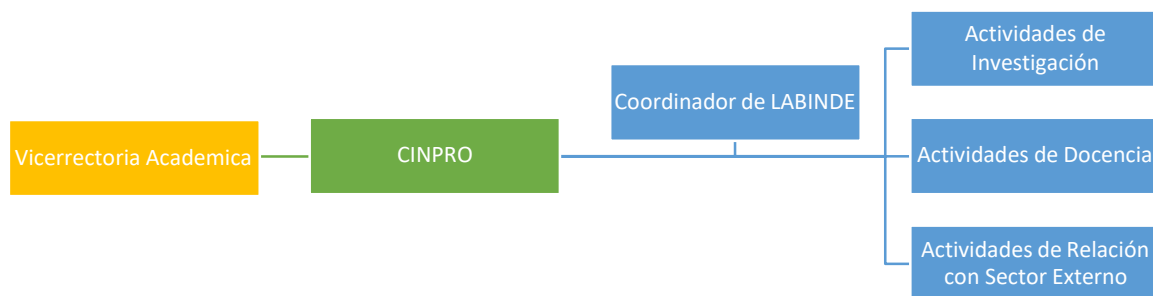 Vicerrectoria Academica
CINPRO
Coordinador de LABINDE
Actividades de
Investigación
Actividades de Docencia
Actividades de Relación
con Sector Externo